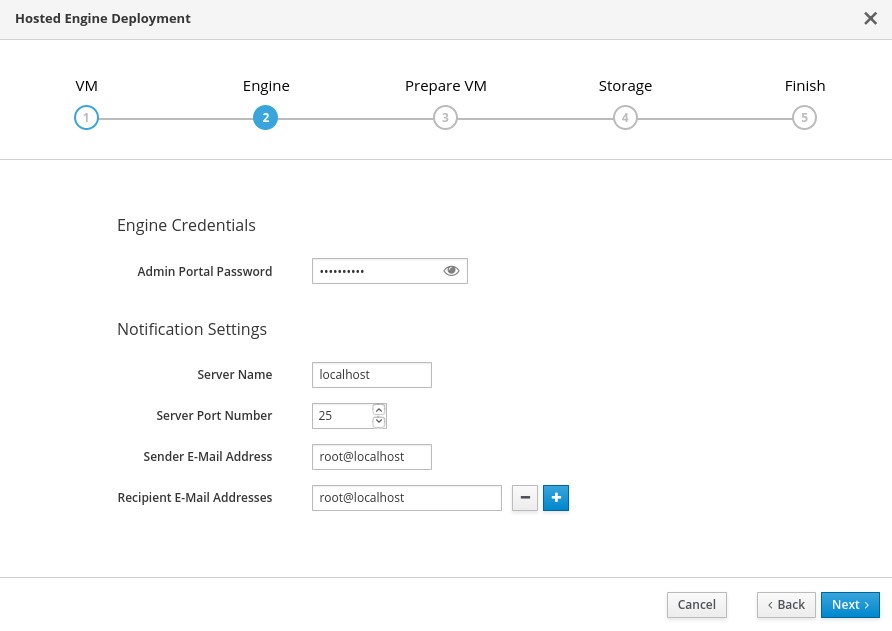 Hosted Engine Deployment
VM Engine Prepare VM Storage Finish
1 2 3 4 5
Engine Credentials
Admin Portal Password ••••••••••
Notification Settings
Server Name localhost
Server Port Number 25
Sender E-Mail Address root@localhost
Recipient E-Mail Addresses root@localhost
Cancel ‹ Back Next ›